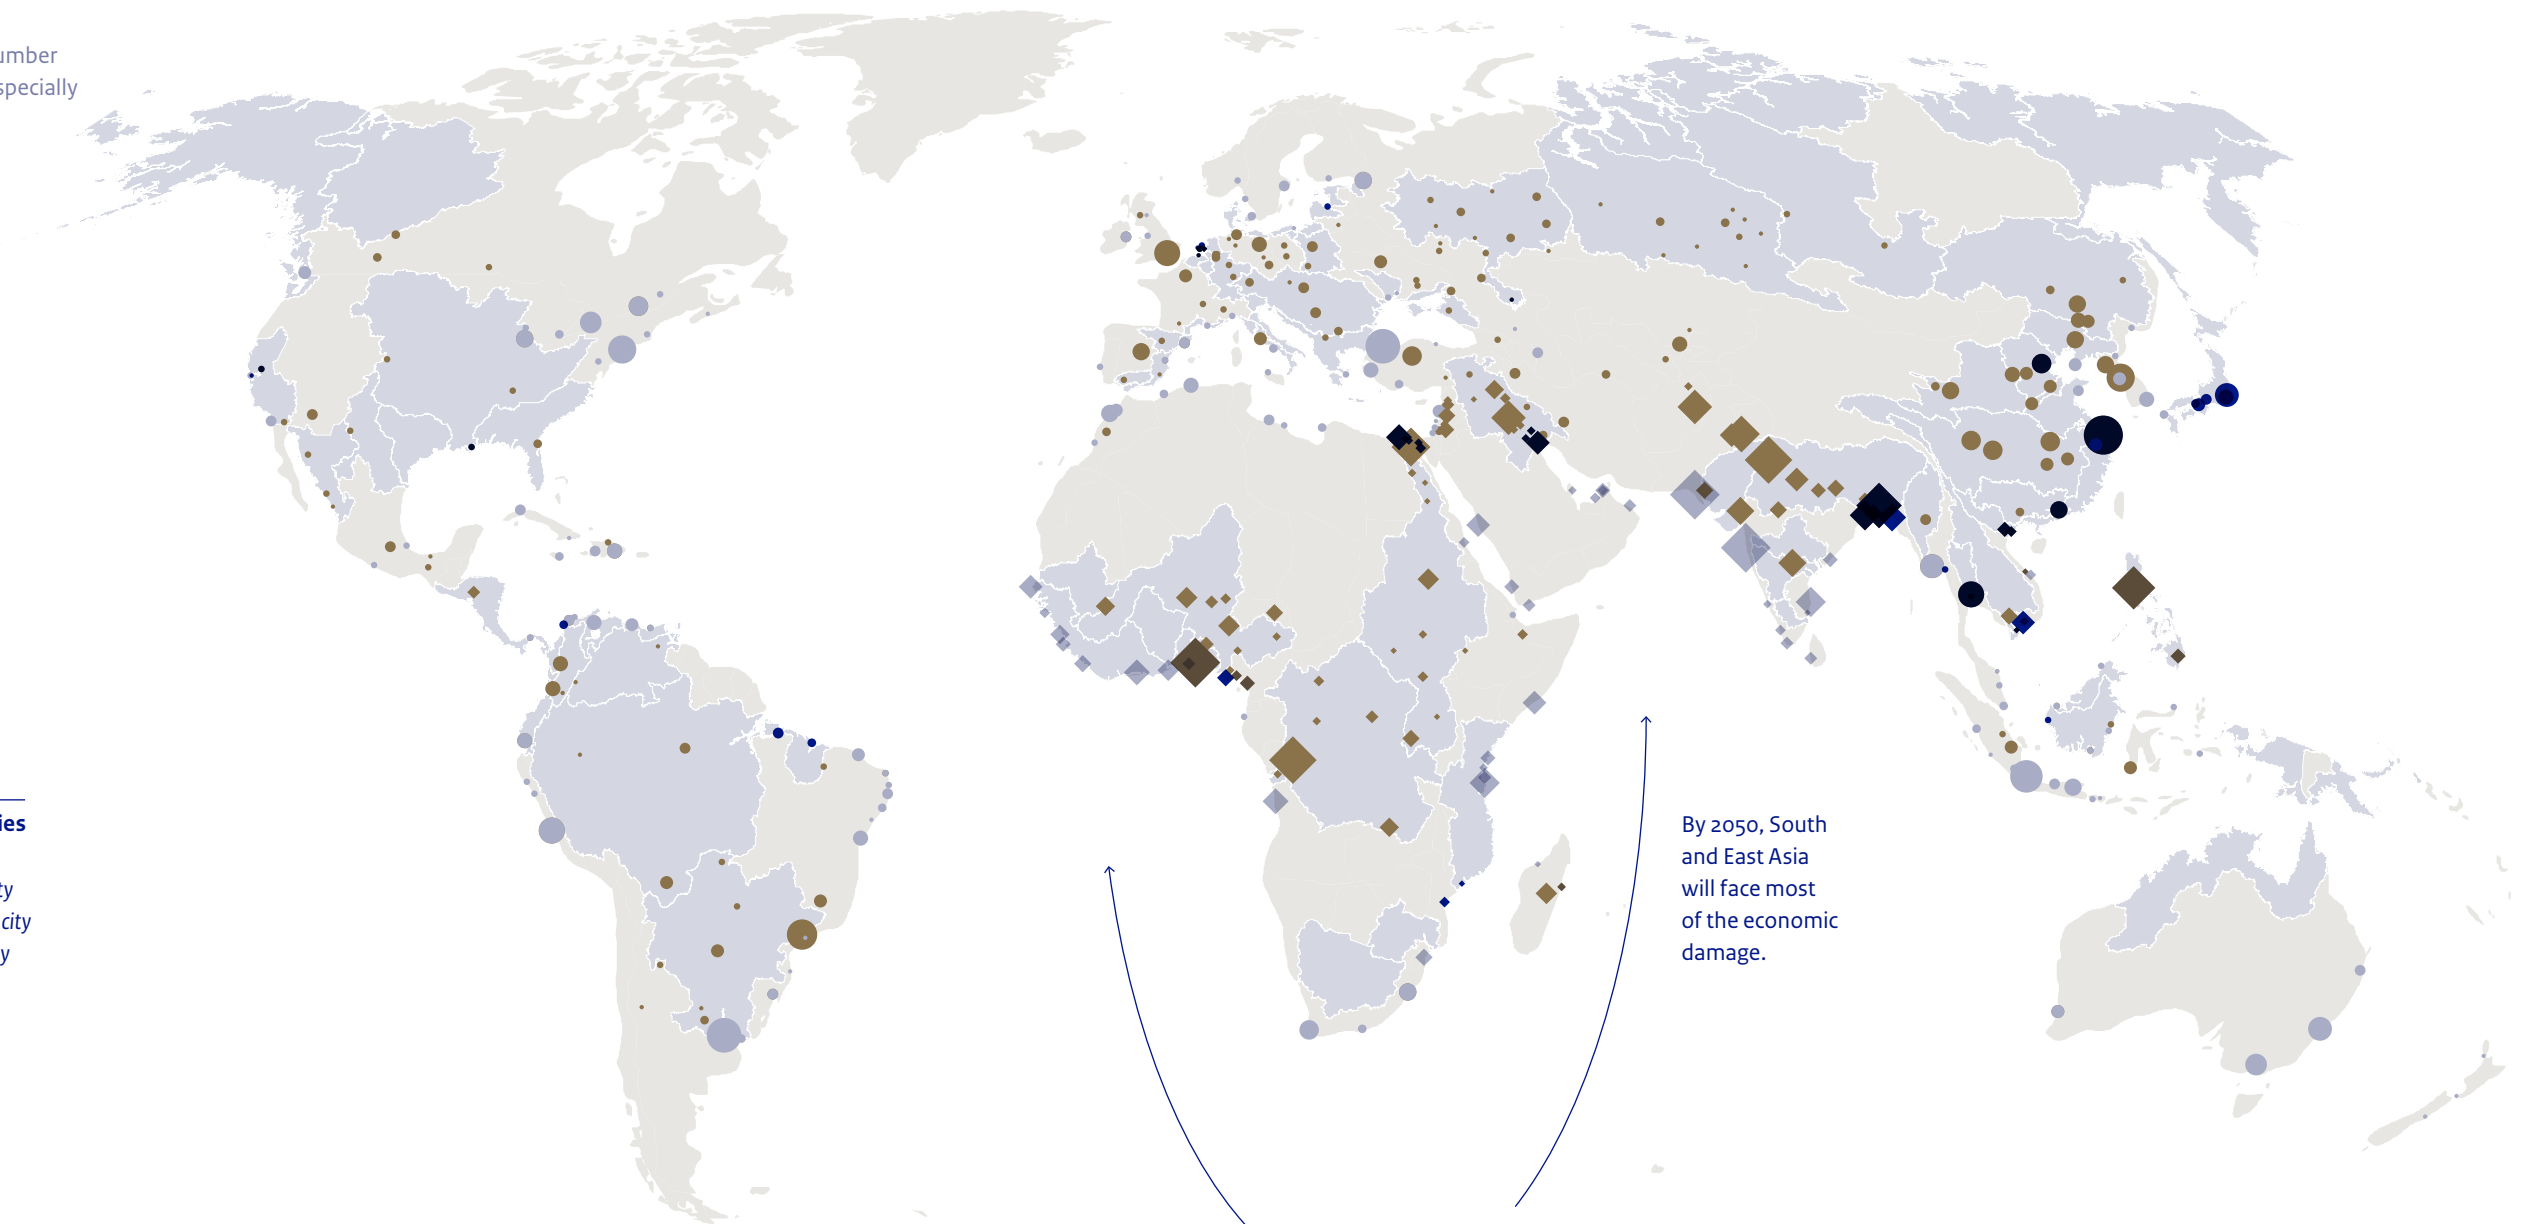 umber
specially
ies
ty
city
y
By 2050, South
and East Asia
will face most
of the economic
damage.